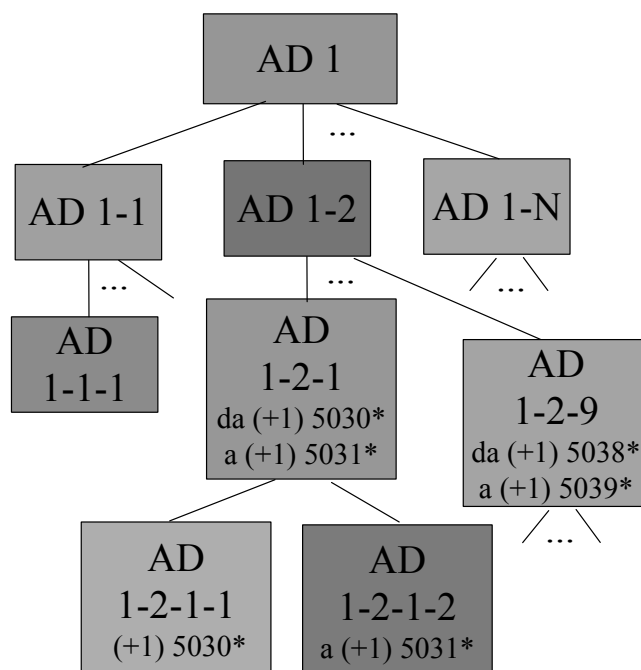 AD 1
...
AD 1-1
AD 1-2
AD 1-N
...
...
...
AD
1-1-1
AD
1-2-1
da (+1) 5030*
a (+1) 5031*
AD
1-2-9
da (+1) 5038*
a (+1) 5039*
...
AD
1-2-1-1
(+1) 5030*
AD
1-2-1-2
a (+1) 5031*